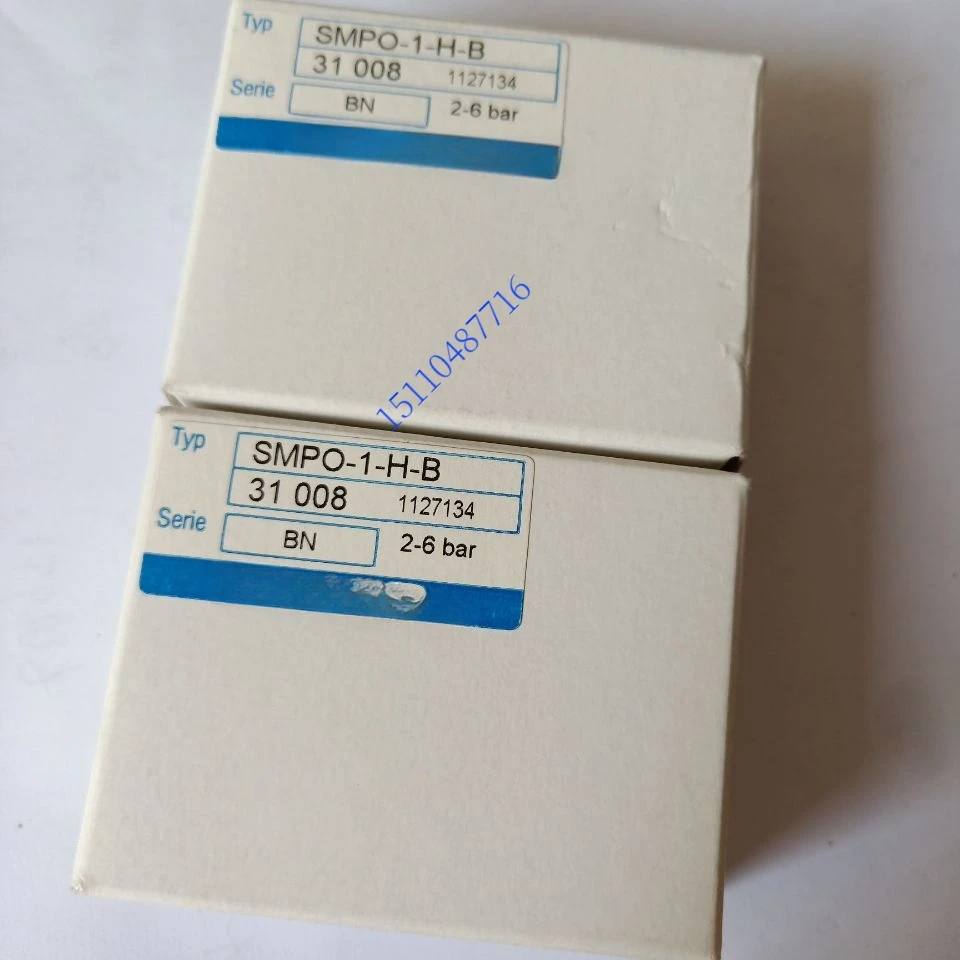 Typ
SMPO-1-H-B
31 008 1127134
Serie
BN 2-6 bar
15110487716
Typ
SMPO-1-H-B
31 008 1127134
Serie
BN 2-6 bar